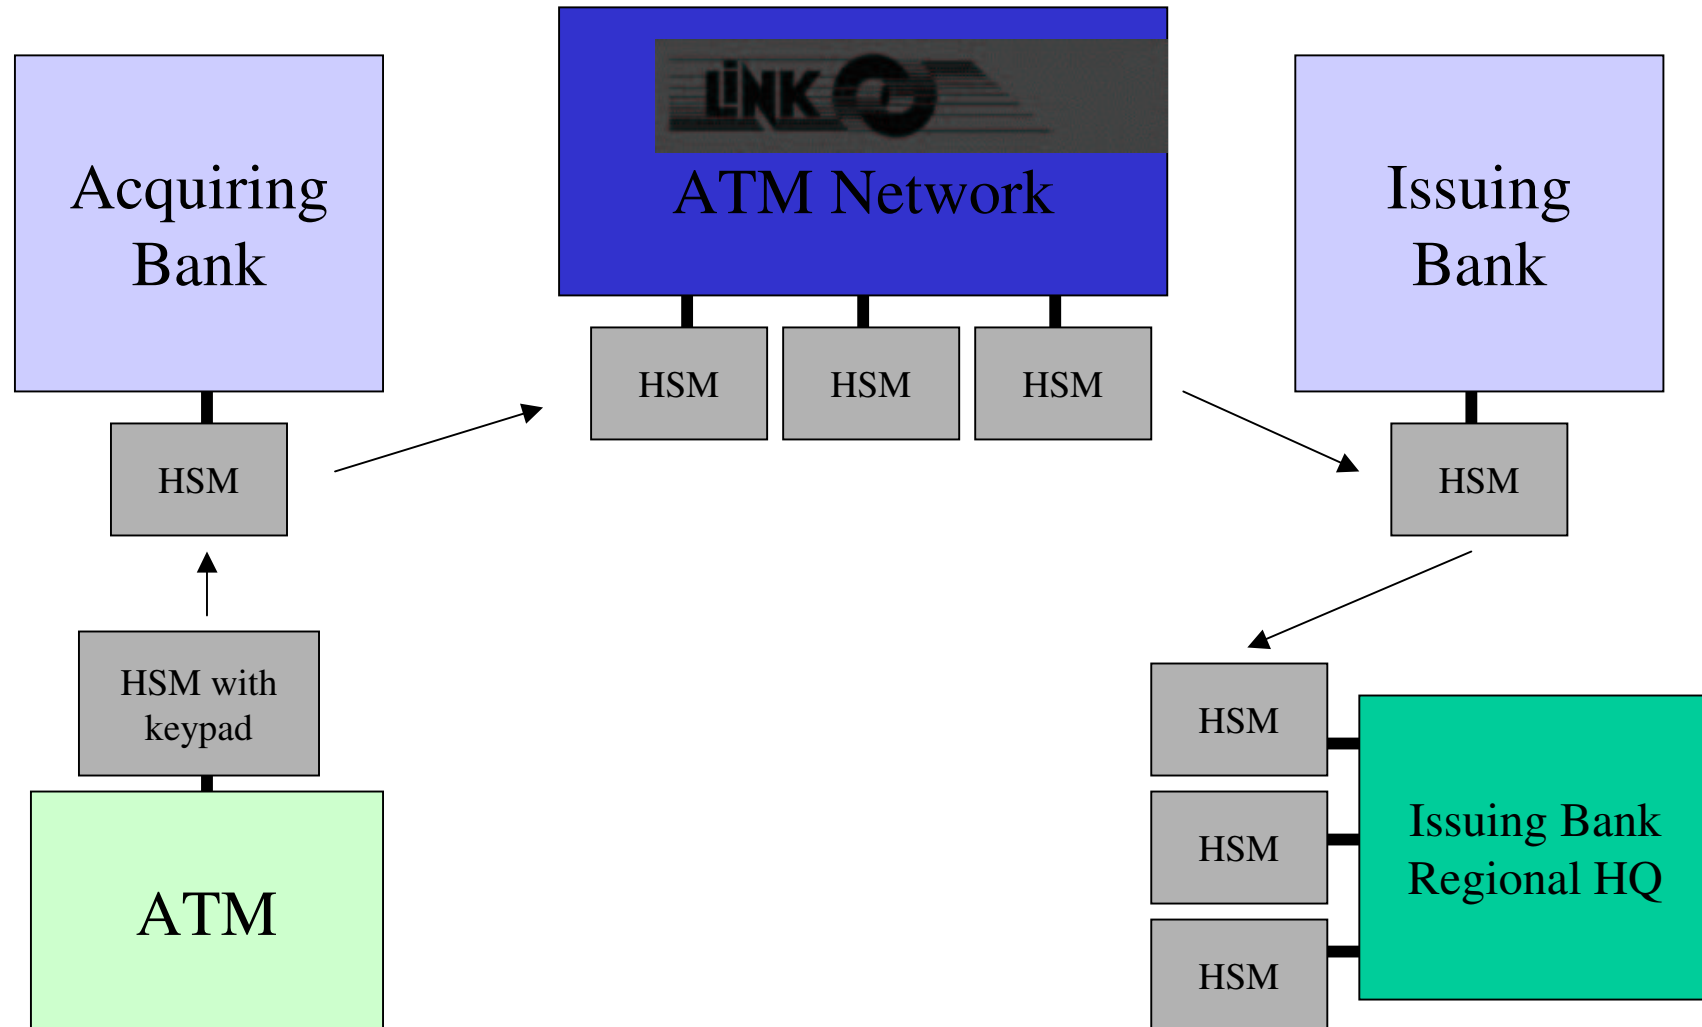 LiNK
Acquiring
Bank
ATM Network
Issuing
Bank
HSM
HSM
HSM
HSM
HSM
HSM with
keypad
HSM
HSM
HSM
Issuing Bank
Regional HQ
ATM